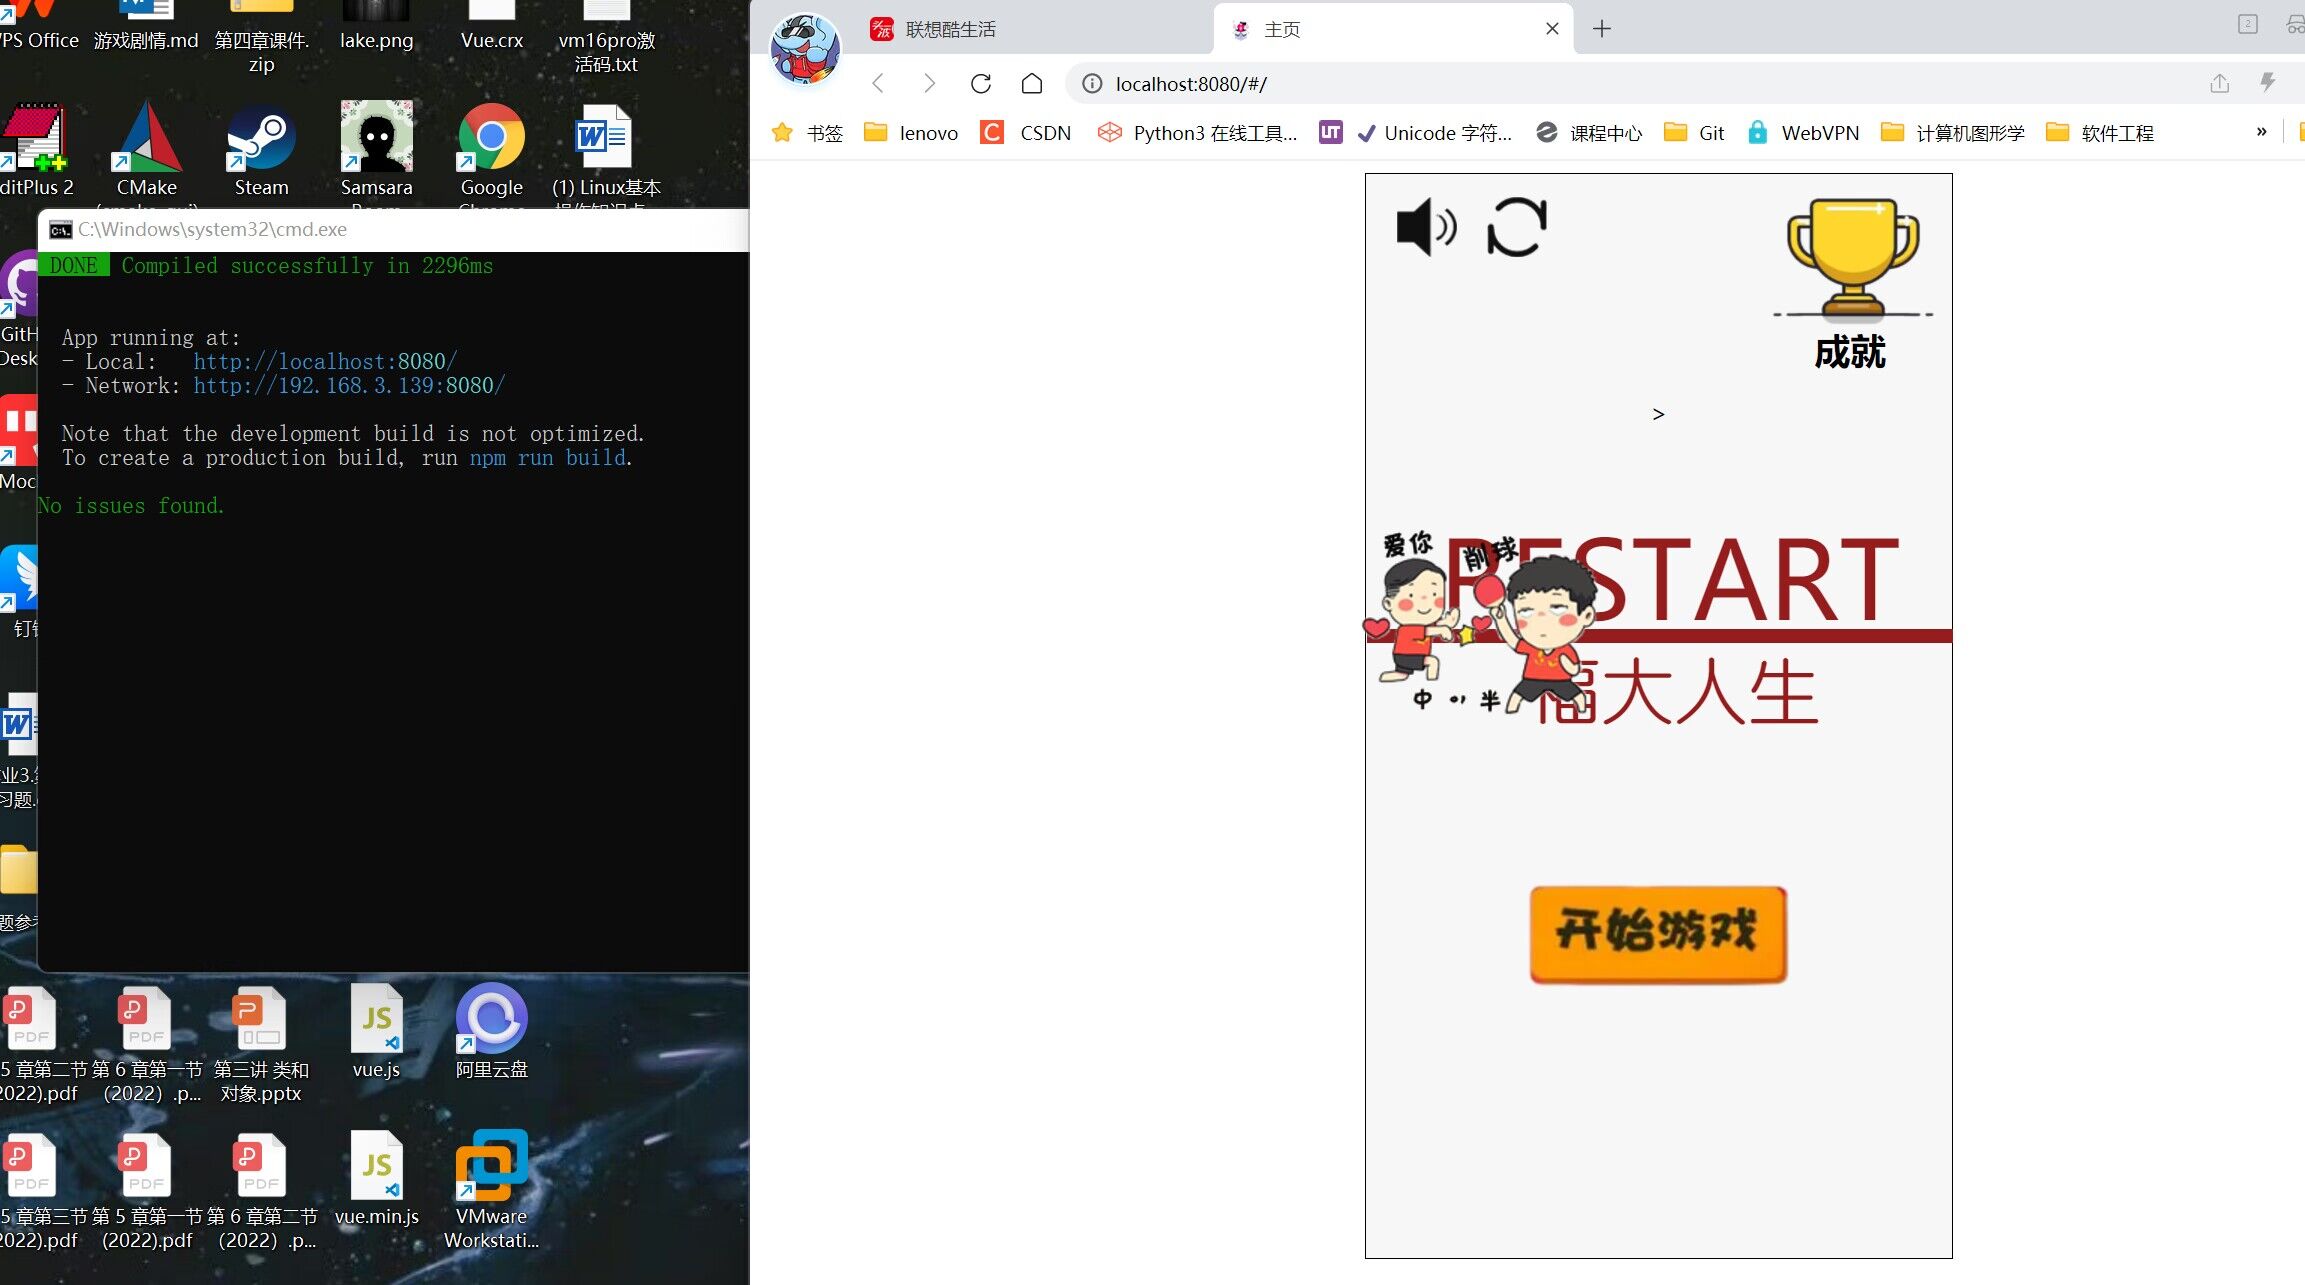 PS Office
游戏剧情.md
第四章课件.
zip
lake.png
Vue.crx
vm16pro激
活码.txt
ditPlus 2
CMake
Steam
Samsara
Google
(1) Linux基本
C:\Windows\system32\cmd.exe
DONE Compiled successfully in 2296ms
App running at:
- Local: http://localhost:8080/
- Network: http://192.168.3.139:8080/
Note that the development build is not optimized.
To create a production build, run npm run build.
No issues found.
GitH
Desk
Moc
钉
W
业3.
习题.
题参
5 章第二节
2022).pdf
第 6 章第一节
(2022) .p...
第三讲 类和
对象.pptx
JS
vue.js
阿里云盘
5 章第三节
2022).pdf
第 5 章第一节
(2022).pdf
第 6 章第二节
(2022) .p...
JS
vue.min.js
VMware
Workstati...
联想酷生活
主页
localhost:8080/#/
书签
lenovo
CSDN
Python3 在线工具...
UT
Unicode 字符...
课程中心
Git
WebVPN
计算机图形学
软件工程
»
成就
>
爱你
削球
RESTART
福大人生
开始游戏